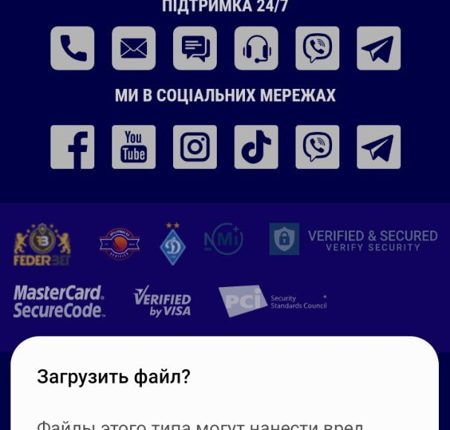 ПІДТРИМКА 24/7
МИ В СОЦІАЛЬНИХ МЕРЕЖАХ
You
Tube
FEDERBET
NMi
VERIFIED & SECURED
VERIFY SECURITY
MasterCard.
SecureCode.
VERIFIED
by VISA
PCI
Security
Standards Council
Загрузить файл?
Файлы этого типа могут нанести вред